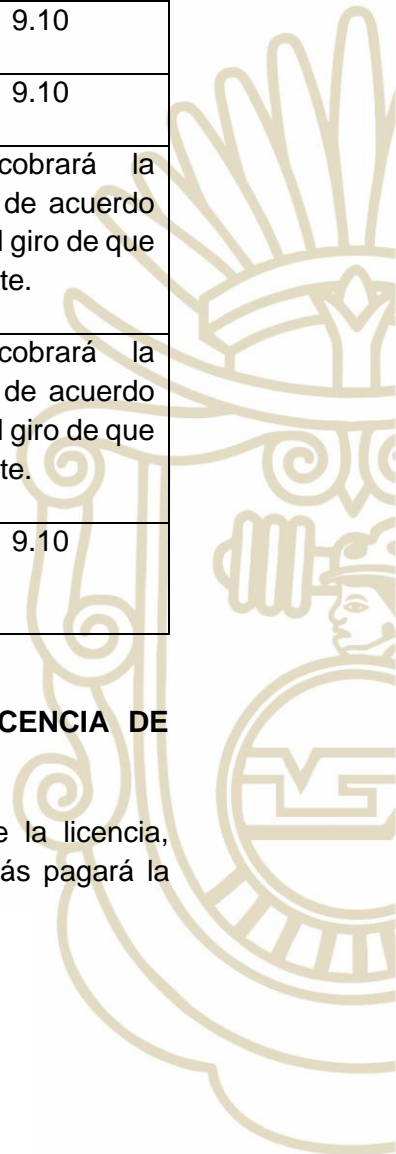 9.10
9.10
cobrará la
de acuerdo
l giro de que
te.
cobrará la
de acuerdo
l giro de que
te.
9.10
CENCIA DE
e la licencia,
ás pagará la